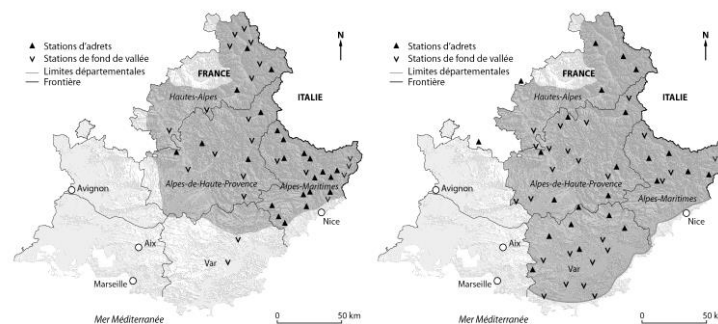 ▲ Stations d'adrets
v Stations de fond de vallée
Limites départementales
Frontière
N
FRANCE
ITALIE
Hautes-Alpes
Alpes-de-Haute-Provence
Alpes-Maritimes
Avignon
Nice
Aix
Var
Marseille
Mer Méditerranée
0 50 km
▲ Stations d'adrets
v Stations de fond de vallée
Limites départementales
Frontière
N
FRANCE
ITALIE
Hautes-Alpes
Alpes-de-Haute-Provence
Alpes-Maritimes
Avignon
Nice
Aix
Var
Marseille
Mer Méditerranée
0 50 km